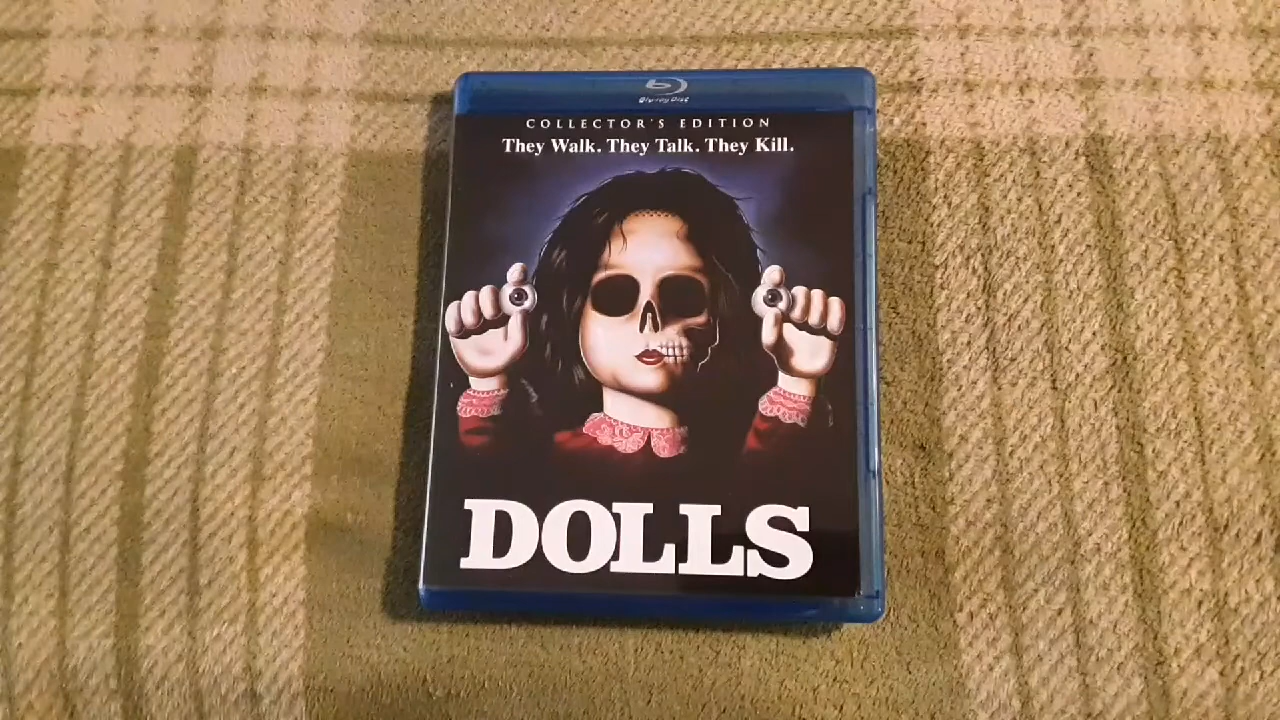 Blu-ray Disc
COLLECTOR'S EDITION
They Walk. They Talk. They Kill.
DOLLS